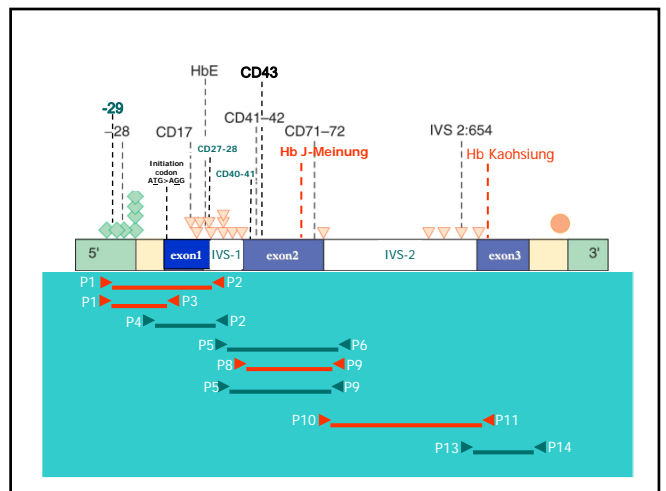 HbE
CD43
-29
CD41–42
–28
CD17
CD71–72
IVS 2:654
CD27-28
Hb J-Meinung
Hb Kaohsiung
Initiation
codon
ATG>AGG
CD40-41
5'
exon1
IVS-1
exon2
IVS-2
exon3
3'
P1
P2
P1
P3
P4
P2
P5
P6
P8
P9
P5
P9
P10
P11
P13
P14